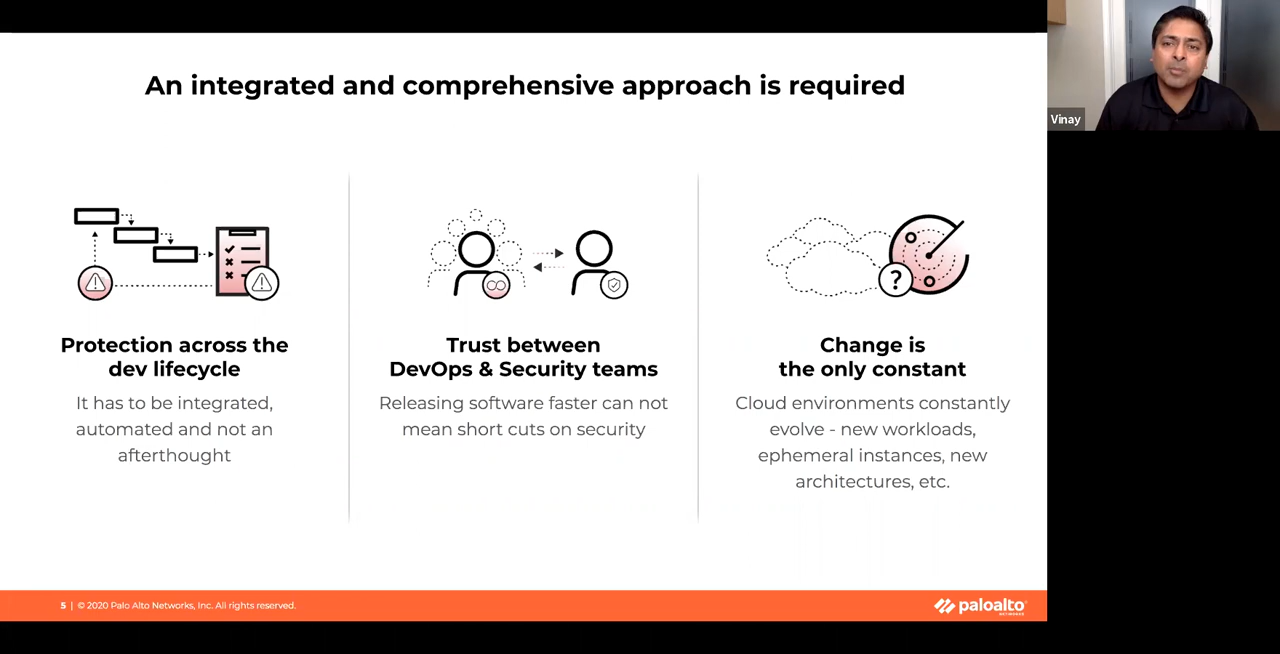 An integrated and comprehensive approach is required
Vinay
?
Protection across the
dev lifecycle
It has to be integrated,
automated and not an
afterthought
Trust between
DevOps & Security teams
Releasing software faster can not
mean short cuts on security
Change is
the only constant
Cloud environments constantly
evolve - new workloads,
ephemeral instances, new
architectures, etc.
5 | © 2020 Palo Alto Networks, Inc. All rights reserved.
paloalto
NETWORKS